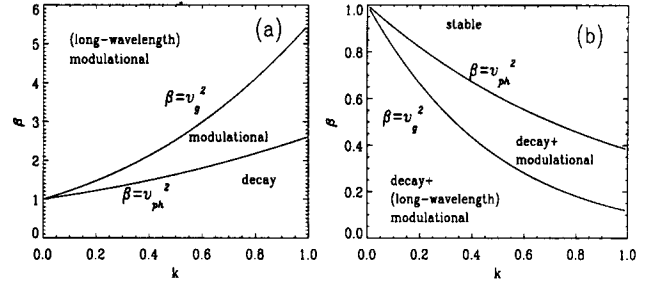 (a)
(long-wavelength)
modulational
β=v_g^2
modulational
β=v_ph^2
decay
β
6
5
4
3
2
1
0
0.0 0.2 0.4 0.6 0.8 1.0
k
(b)
stable
β=v_ph^2
β=v_g^2
decay+
modulational
decay+
(long-wavelength)
modulational
β
1.0
0.8
0.6
0.4
0.2
0.0
0.0 0.2 0.4 0.6 0.8 1.0
k